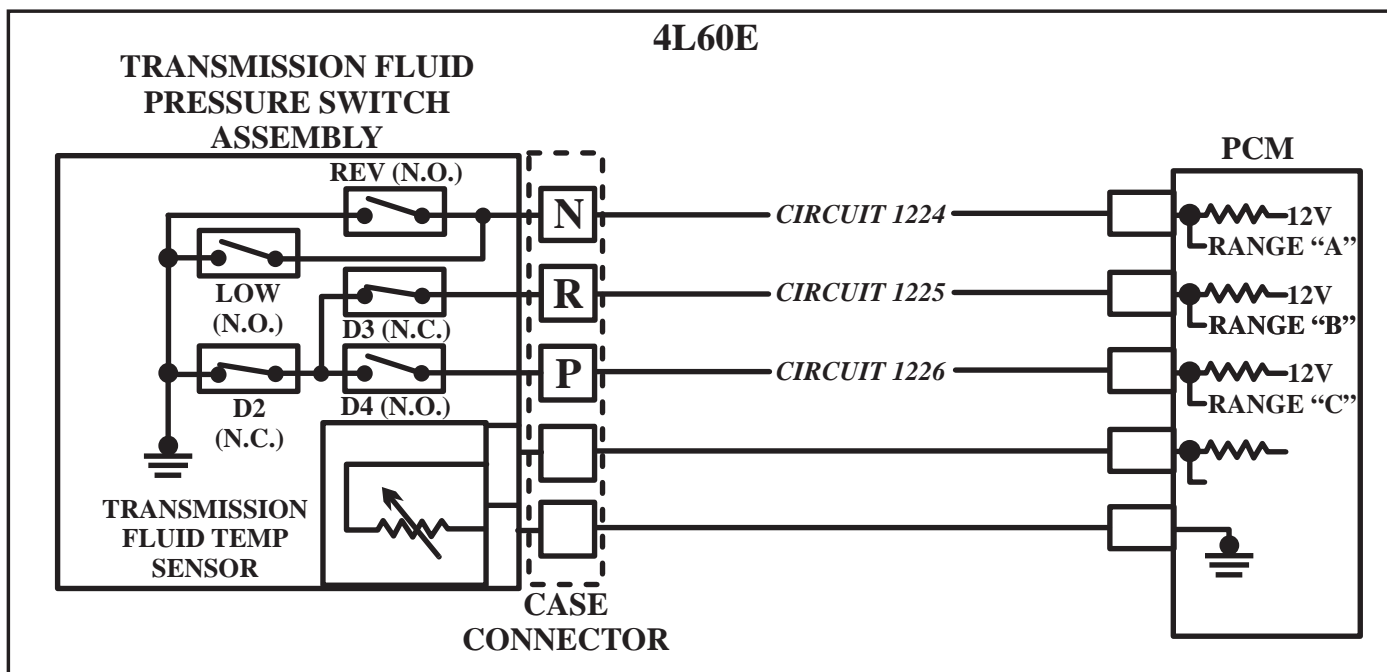 4L60E
TRANSMISSION FLUID
PRESSURE SWITCH
ASSEMBLY
PCM
REV (N.O.)
N
CIRCUIT 1224
12V
RANGE “A”
LOW
(N.O.)
D3 (N.C.)
R
CIRCUIT 1225
12V
RANGE “B”
D2
(N.C.)
D4 (N.O.)
P
CIRCUIT 1226
12V
RANGE “C”
TRANSMISSION
FLUID TEMP
SENSOR
CASE
CONNECTOR